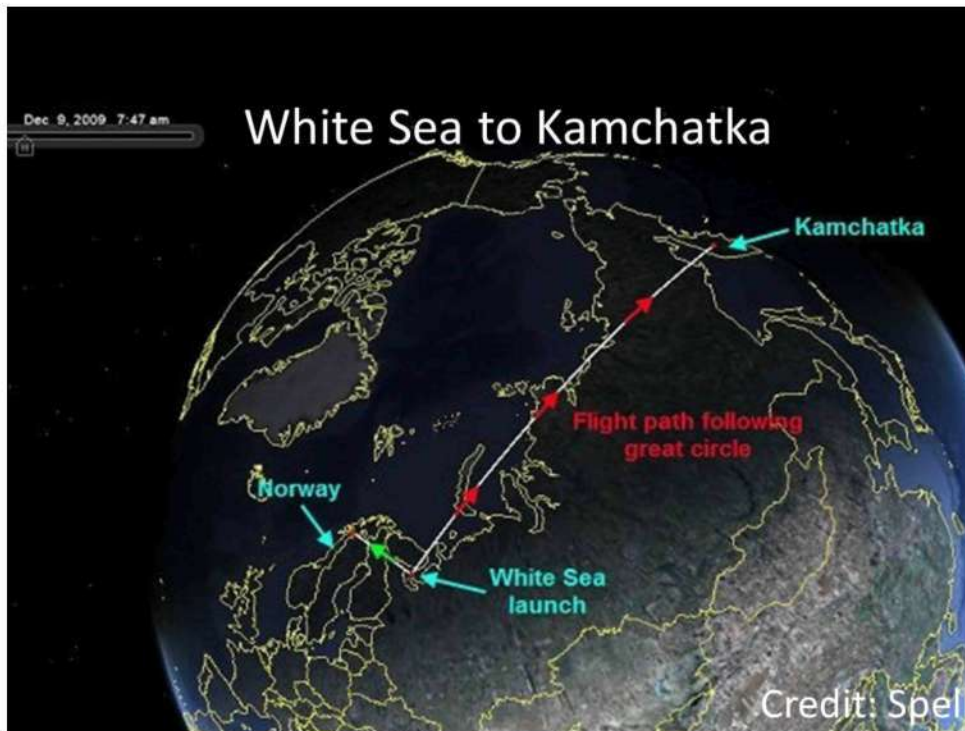 Dec 9, 2009 7:47 am
White Sea to Kamchatka
Kamchatka
Flight path following
great circle
Norway
White Sea
launch
Credit: Spel